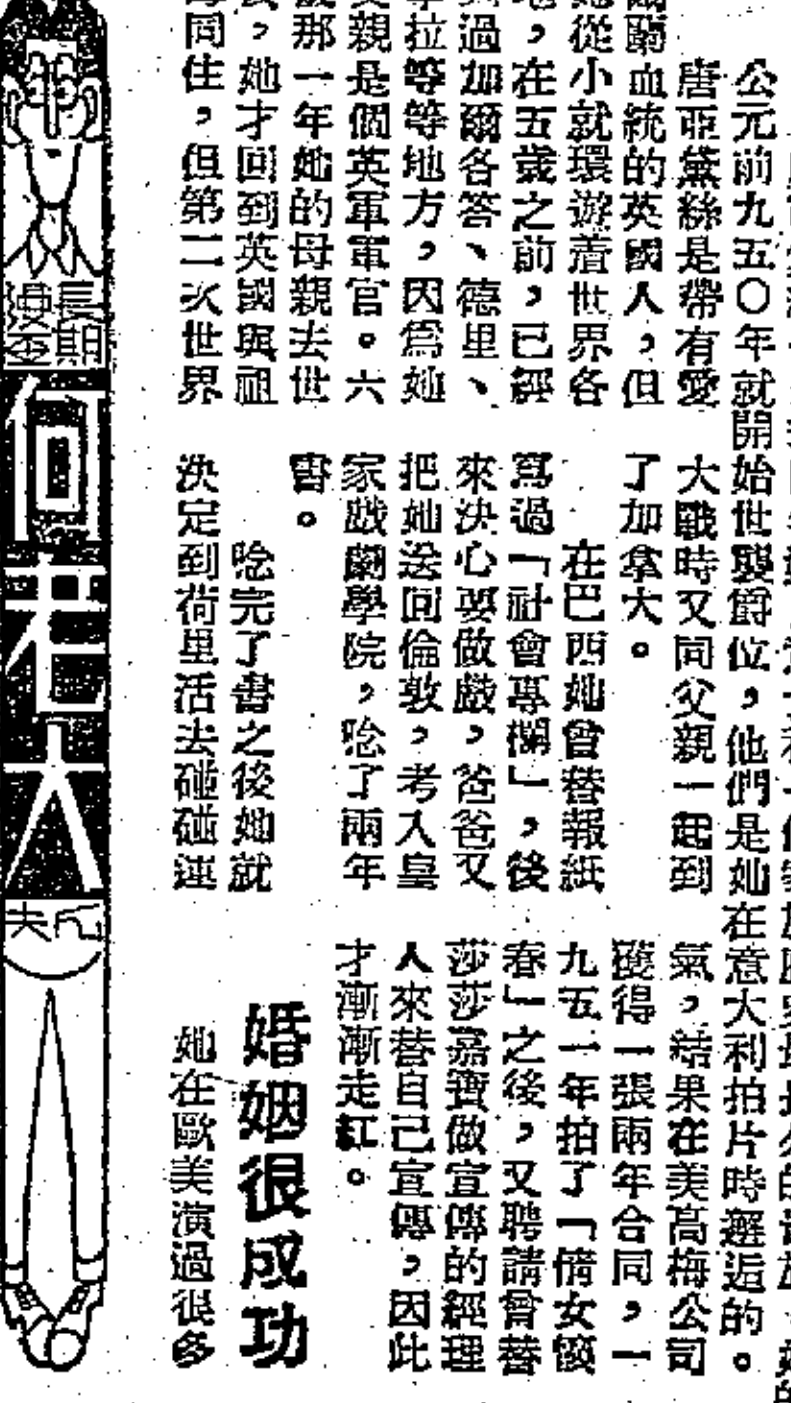 公元前九五〇年就開始世襲爵位，他們是她在意大利拍片時邂逅的。
唐亞黛絲是帶有愛
爾蘭血統的英國人，但
從小就環遊着世界各
，在五歲之前，已經
過加爾各答、德里、
拉等等地方，因爲她
親是個英軍軍官。六
那一年她的母親去世
，她才回到英國與祖
同住，但第二次世界
大戰時又同父親一起到
了加拿大。
在巴西她曾替報紙
寫過「社會專欄」，後
來決心要做戲，爸爸又
把她送回倫敦，考入皇
家戲劇學院，唸了兩年
書。
唸完了書之後她就
決定到荷里活去碰碰運
氣，結果在美高梅公司
獲得一張兩年合同，一
九五一年拍了「倩女懷
春」之後，又聘請曾替
莎莎嘉寶做宣傳的經理
人來替自己宣傳，因此
才漸漸走紅。
婚姻很成功
她在歐美演過很多
長期
漫畫
何老大
凡夫